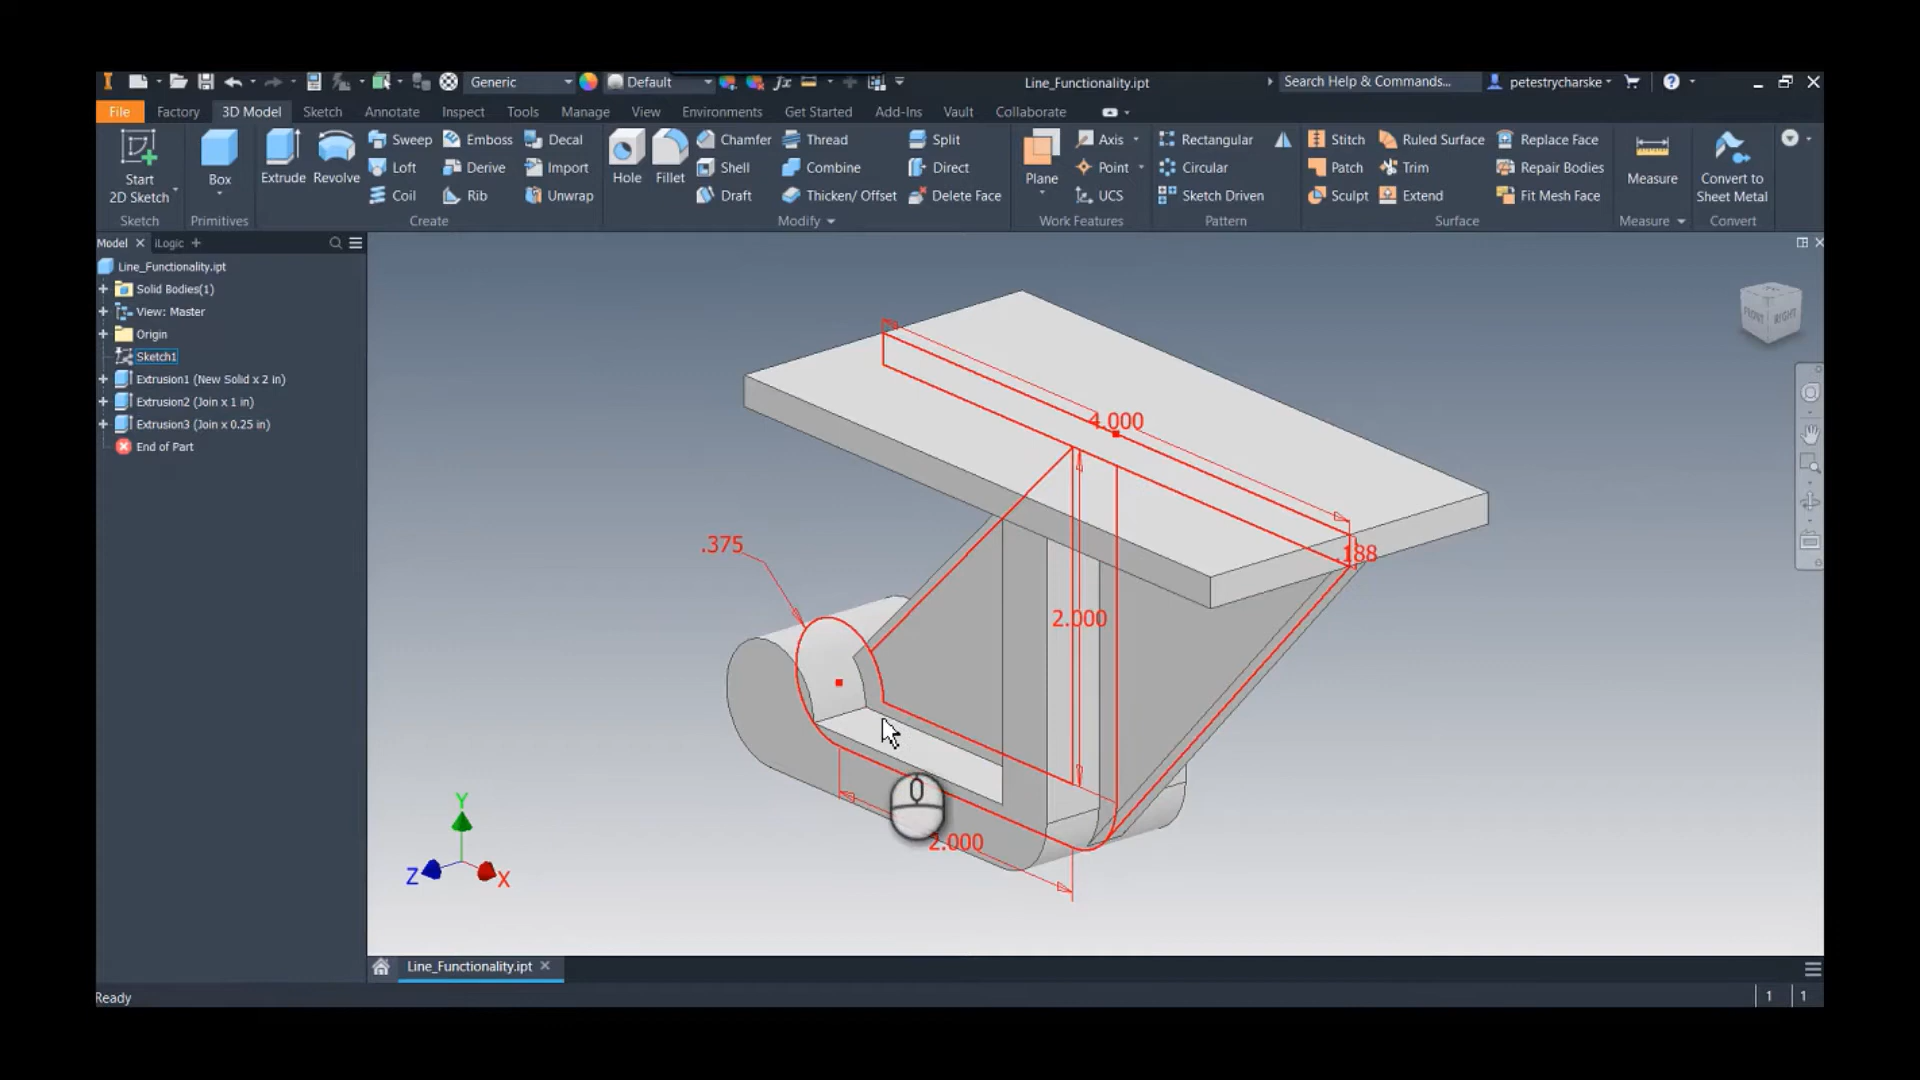 Generic
Default
Line_Functionality.ipt
Search Help & Commands...
petestrycharske
File
Factory
3D Model
Sketch
Annotate
Inspect
Tools
Manage
View
Environments
Get Started
Add-Ins
Vault
Collaborate
Start
2D Sketch
Box
Extrude
Revolve
Sweep
Emboss
Decal
Loft
Derive
Import
Coil
Rib
Unwrap
Hole
Fillet
Chamfer
Thread
Split
Shell
Combine
Direct
Draft
Thicken/ Offset
Delete Face
Plane
Axis
Point
UCS
Rectangular
Circular
Sketch Driven
Stitch
Ruled Surface
Replace Face
Patch
Trim
Repair Bodies
Sculpt
Extend
Fit Mesh Face
Measure
Convert to
Sheet Metal
Sketch
Primitives
Create
Modify
Work Features
Pattern
Surface
Measure
Convert
Model
iLogic
Line_Functionality.ipt
Solid Bodies(1)
View: Master
Origin
Sketch1
Extrusion1 (New Solid x 2 in)
Extrusion2 (Join x 1 in)
Extrusion3 (Join x 0.25 in)
End of Part
FRONT
RIGHT
4.000
.188
.375
2.000
2.000
Y
Z
X
Line_Functionality.ipt
Ready
1
1